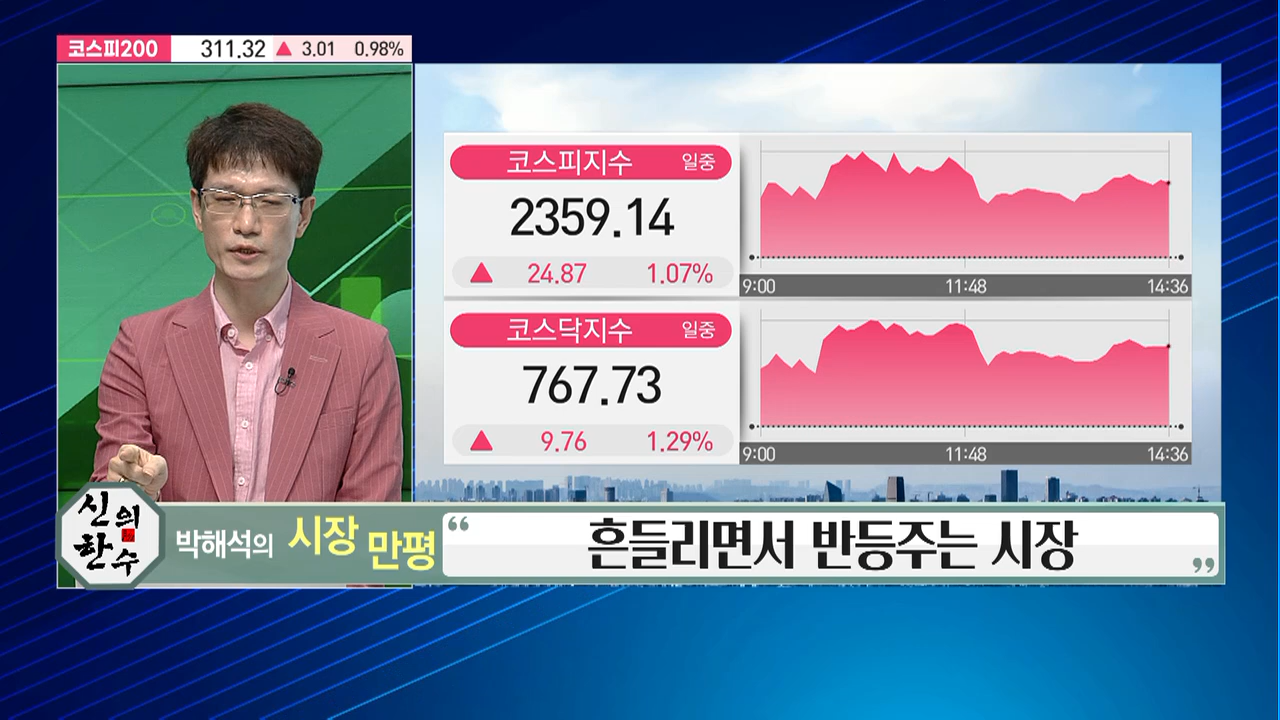 코스피200 311.32 ▲ 3.01 0.98%
코스피지수 일중
2359.14
▲ 24.87 1.07%
9:00 11:48 14:36
코스닥지수 일중
767.73
▲ 9.76 1.29%
9:00 11:48 14:36
신의
한수
박해석의 시장 만평
“ 흔들리면서 반등주는 시장 ”